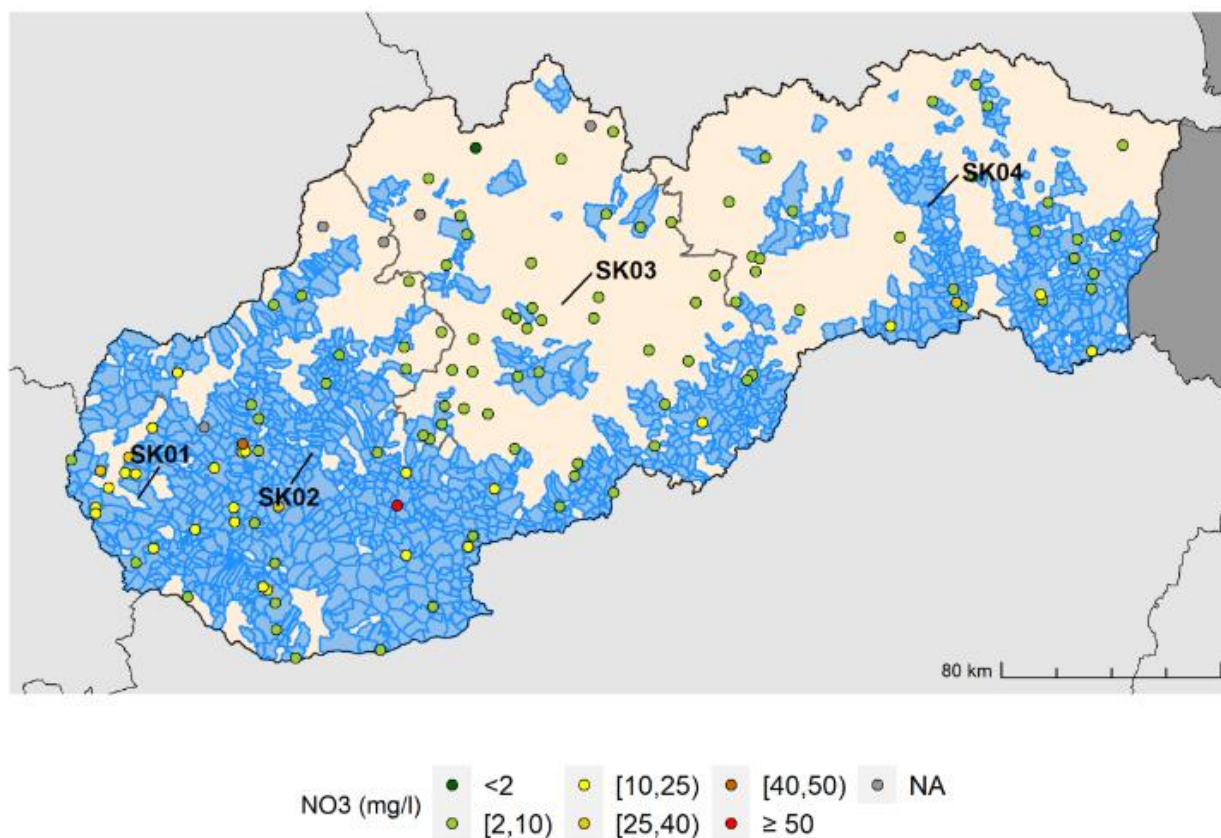 SK04
SK03
SK01
SK02
80 km
NO3 (mg/l)
<2
[10,25)
[40,50)
NA
[2,10)
[25,40)
≥ 50